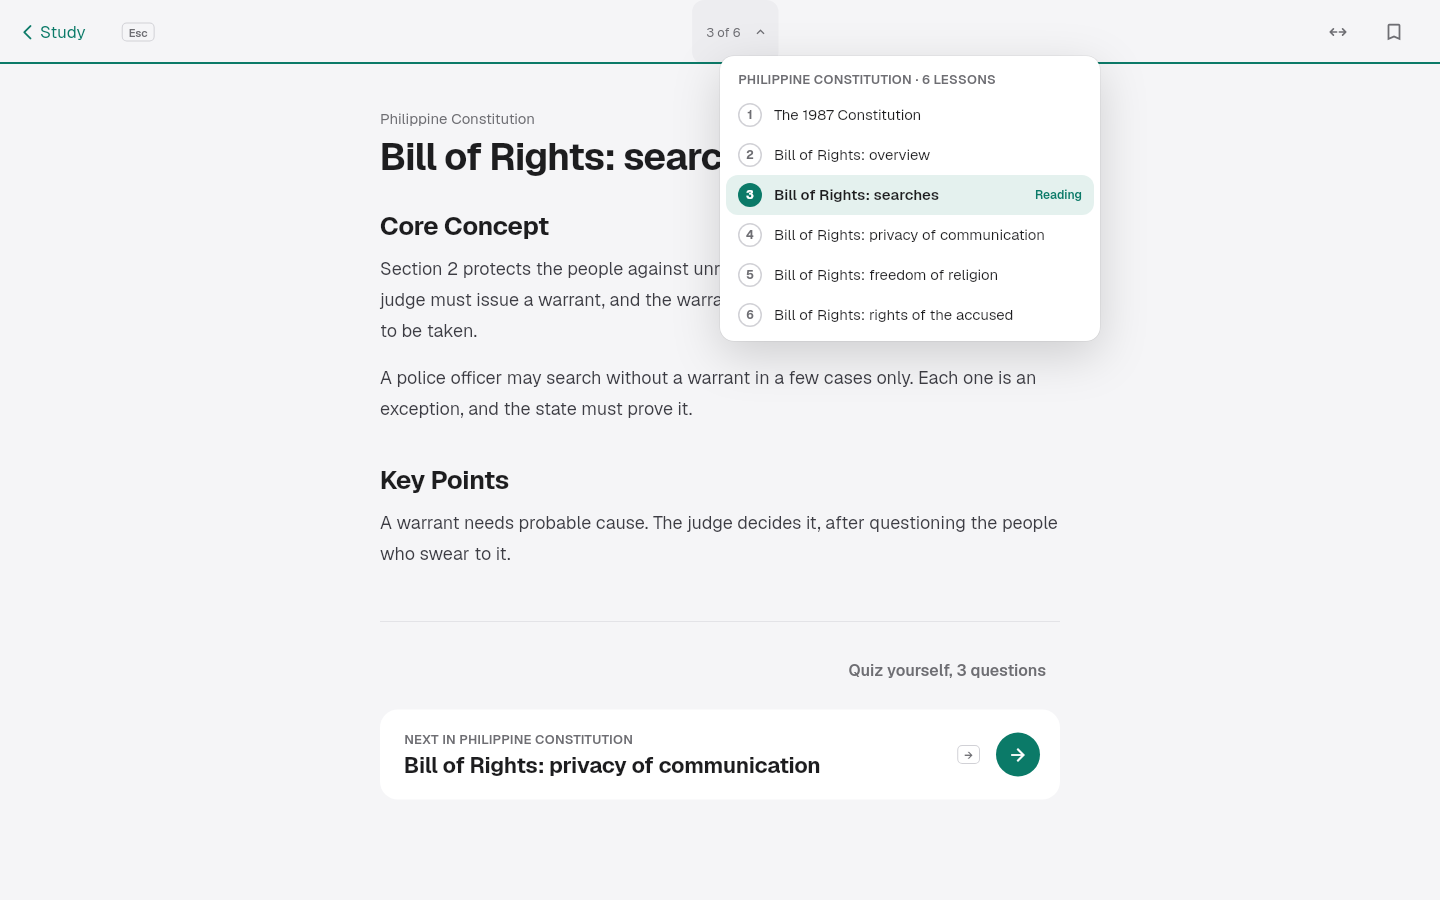 Study
Esc
3 of 6
PHILIPPINE CONSTITUTION · 6 LESSONS
1 The 1987 Constitution
2 Bill of Rights: overview
3 Bill of Rights: searches Reading
4 Bill of Rights: privacy of communication
5 Bill of Rights: freedom of religion
6 Bill of Rights: rights of the accused
Philippine Constitution
Bill of Rights:
Core Concept
Section 2 protects the people against
judge must issue a warrant, and the
to be taken.
A police officer may search without a warrant in a few cases only. Each one is an
exception, and the state must prove it.
Key Points
A warrant needs probable cause. The judge decides it, after questioning the people
who swear to it.
Quiz yourself, 3 questions
NEXT IN PHILIPPINE CONSTITUTION
Bill of Rights: privacy of communication
→